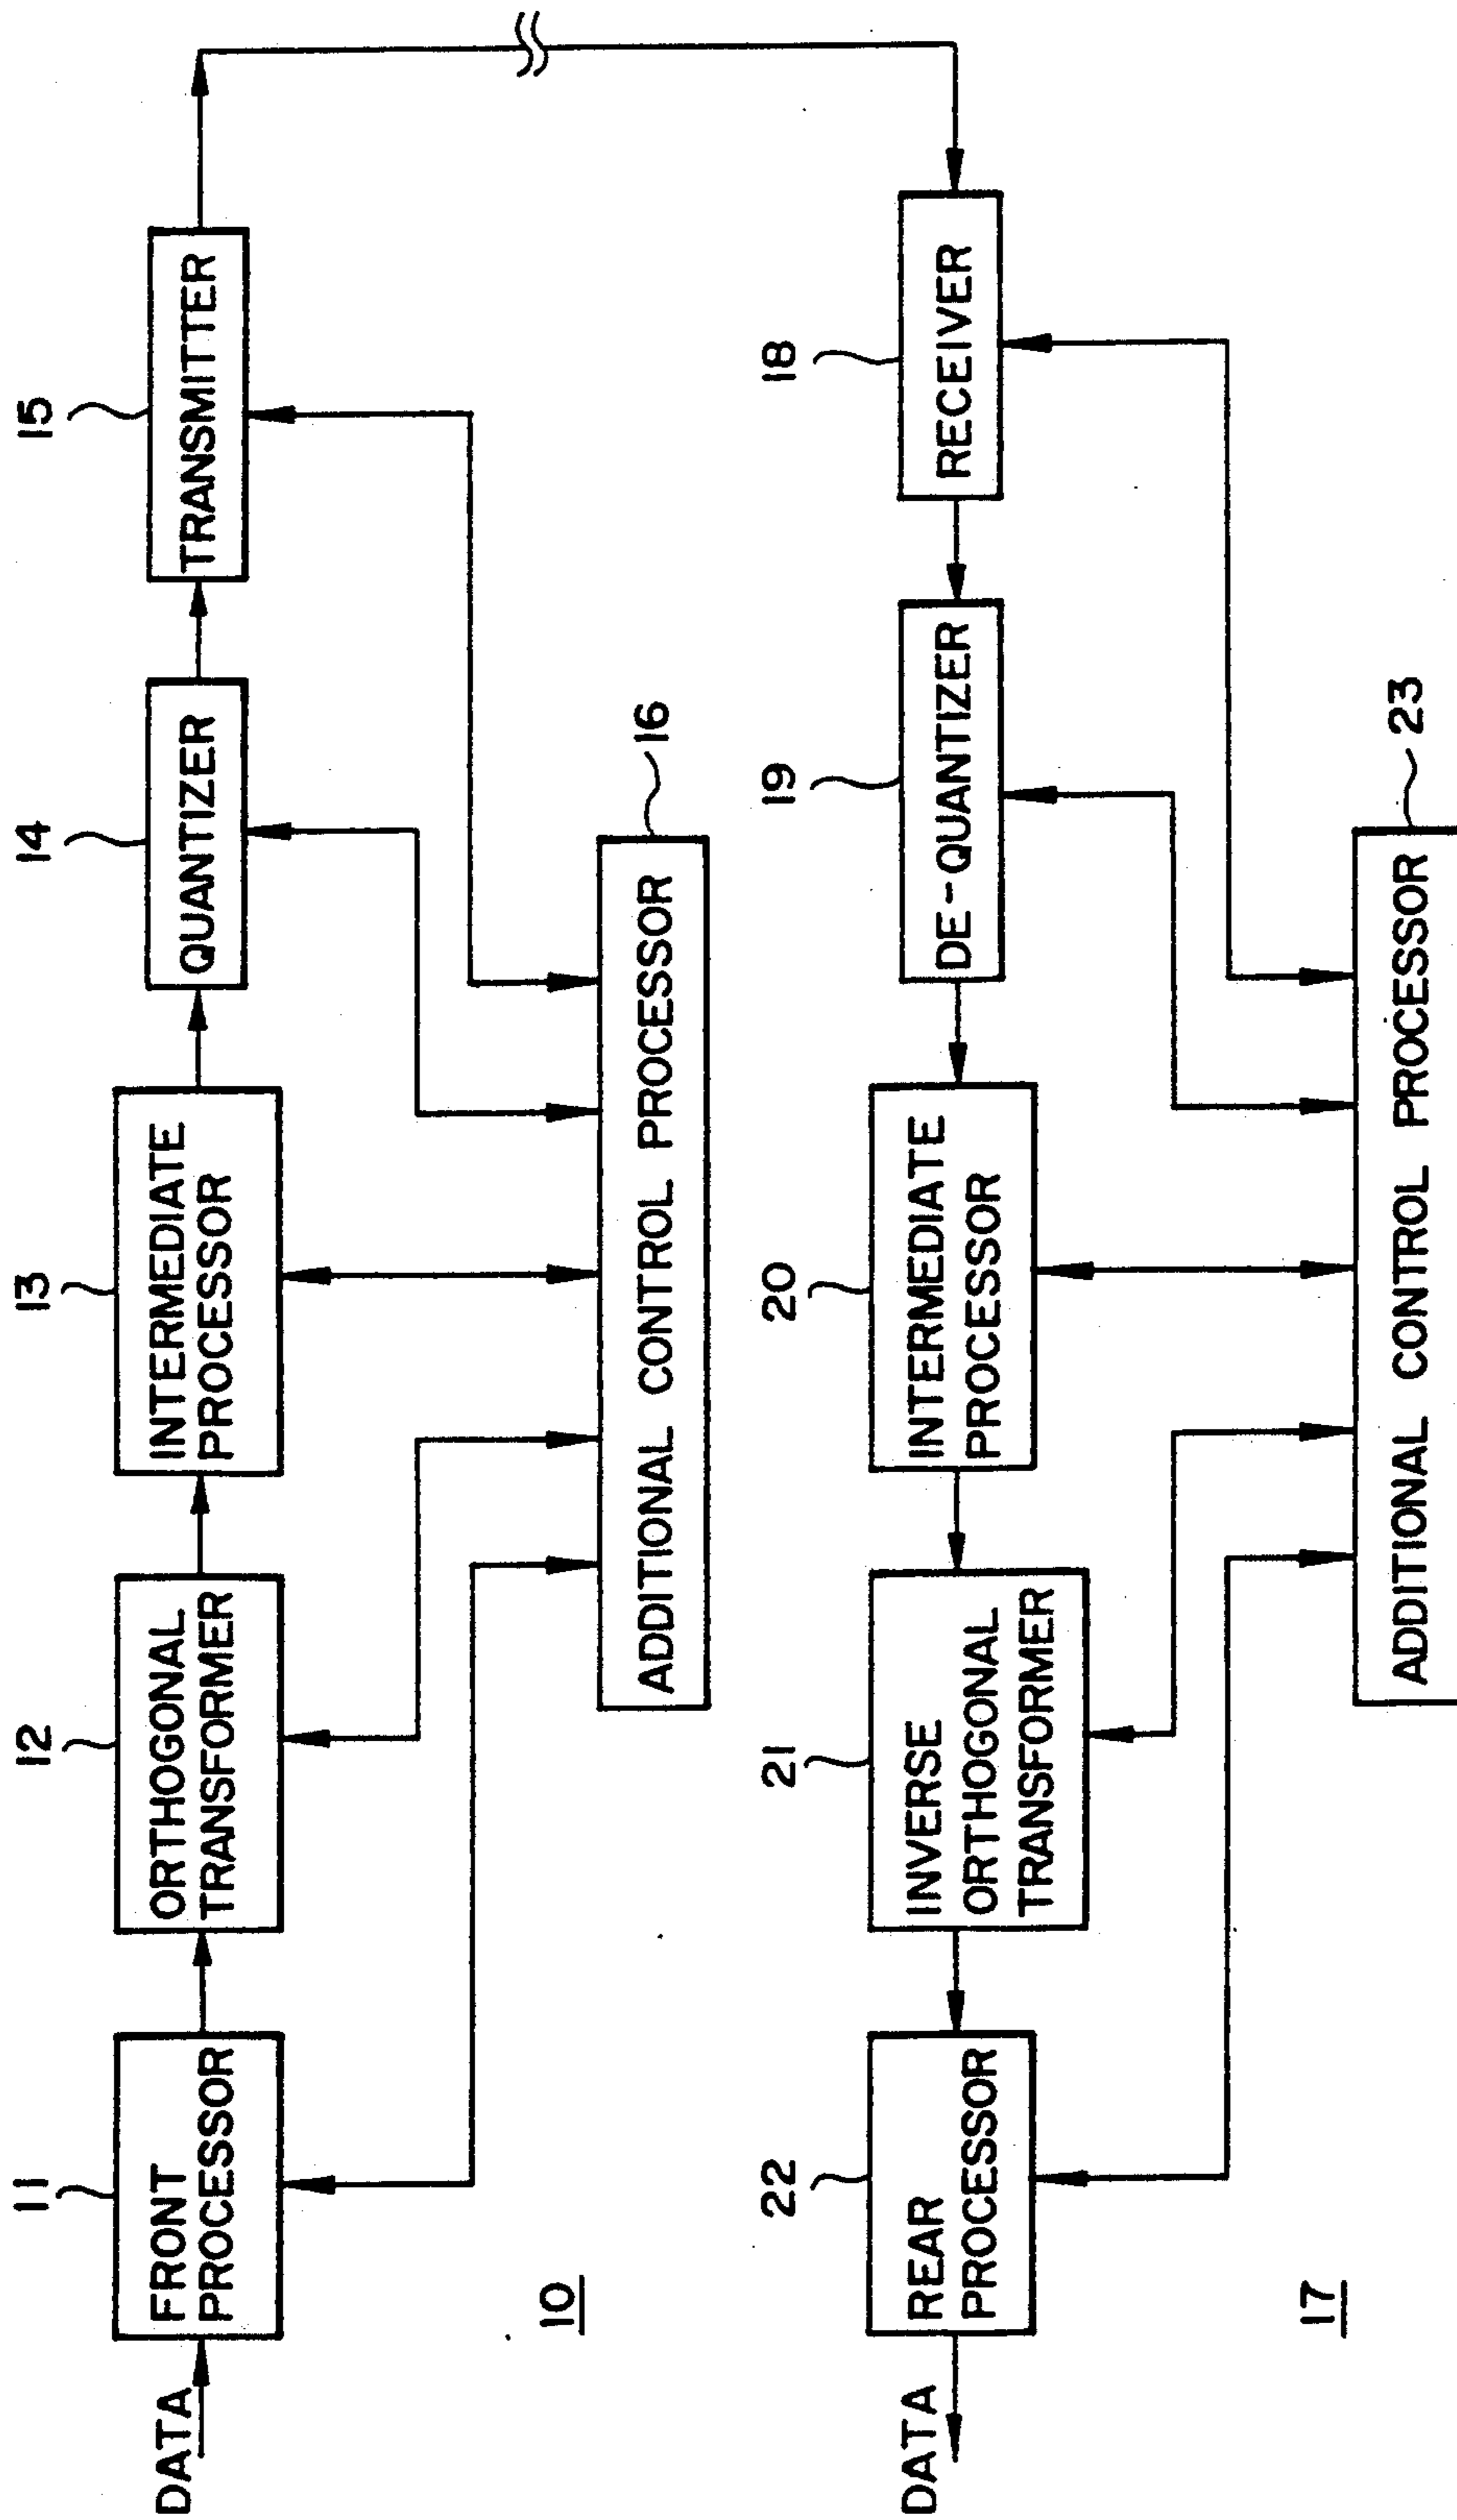 11
12
13
14
15
DATA
FRONT
PROCESSOR
ORTHOGONAL
TRANSFORMER
INTERMEDIATE
PROCESSOR
QUANTIZER
TRANSMITTER
10
ADDITIONAL CONTROL PROCESSOR
16
22
21
20
19
18
DATA
REAR
PROCESSOR
INVERSE
ORTHOGONAL
TRANSFORMER
INTERMEDIATE
PROCESSOR
DE-QUANTIZER
RECEIVER
17
ADDITIONAL CONTROL PROCESSOR
23